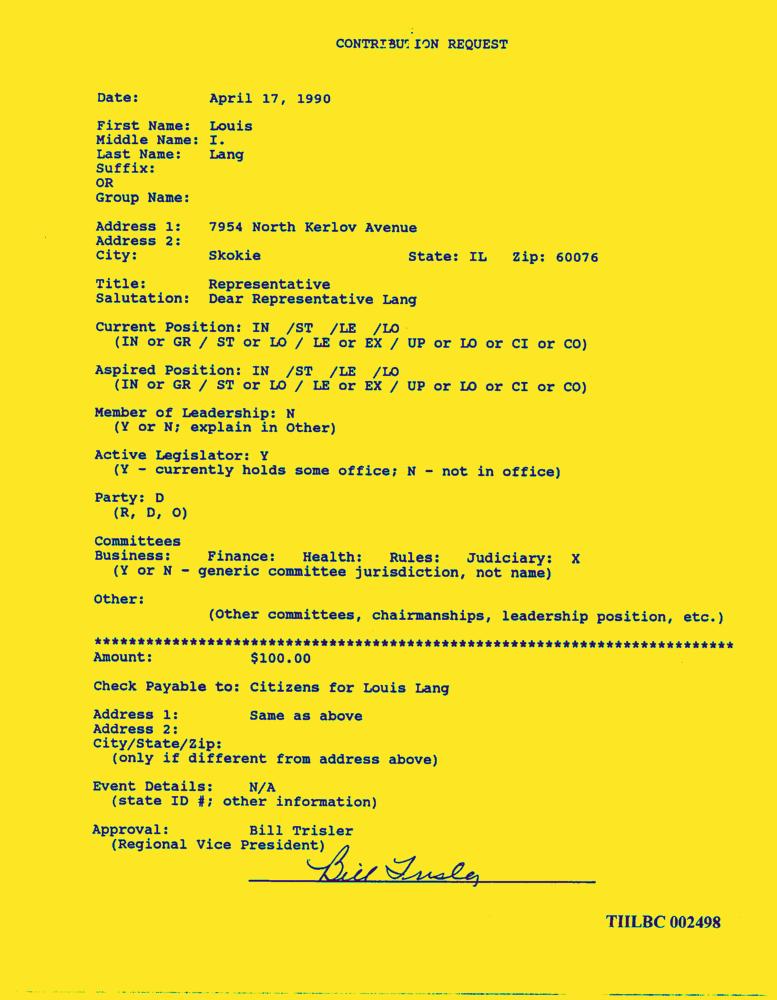 CONTRIBUTION REQUEST
Date: April 17, 1990
First Name: Louis
Middle Name: I.
Last Name: Lang
Suffix:
OR
Group Name:
Address 1: 7954 North Kerlov Avenue
Address 2:
City: Skokie State: IL Zip: 60076
Title: Representative
Salutation: Dear Representative Lang
Current Position: IN /ST /LE /LO
(IN or GR / ST or LO / LE or EX / UP or LO or CI or CO)
Aspired Position: IN /ST /LE /LO
(IN or GR / ST or LO / LE or EX / UP or LO or CI or CO)
Member of Leadership: N
(Y or N; explain in Other)
Active Legislator: Y
(Y - currently holds some office; N - not in office)
Party: D
(R, D, O)
Committees
Business: Finance: Health: Rules: Judiciary: X
(Y or N - generic committee jurisdiction, not name)
Other:
(Other committees, chairmanships, leadership position, etc.)
**************************************************************************
Amount: $100.00
Check Payable to: Citizens for Louis Lang
Address 1: Same as above
Address 2:
City/State/Zip:
(only if different from address above)
Event Details: N/A
(state ID #; other information)
Approval: Bill Trisler
(Regional Vice President)
Bill Trisler
TIILBC 002498